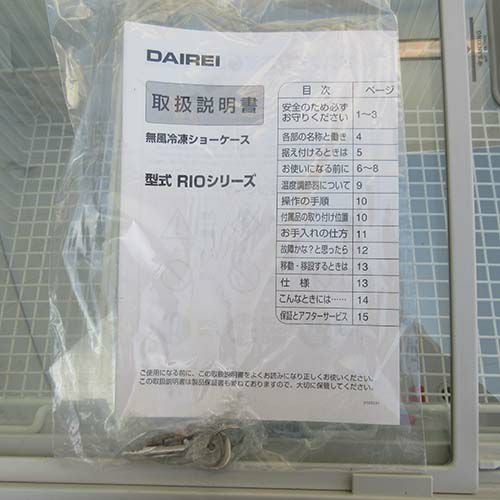 DAIREI
取扱説明書
無風冷凍ショーケース
型式 RIOシリーズ
目次 ページ
安全のため必ず
お守りください 1〜3
各部の名称と働き 4
据え付けるときは 5
お使いになる前に 6〜8
温度調節器について 9
操作の手順 10
付属品の取り付け位置 10
お手入れの仕方 11
故障かな?と思ったら 12
移動・移設するときは 13
仕様 13
こんなときには…… 14
保証とアフターサービス 15
ご使用になる前に、この取扱説明書をよくお読みになり正しくお使いください。
この取扱説明書は製品保証書も兼ねておりますので、大切に保管してください。